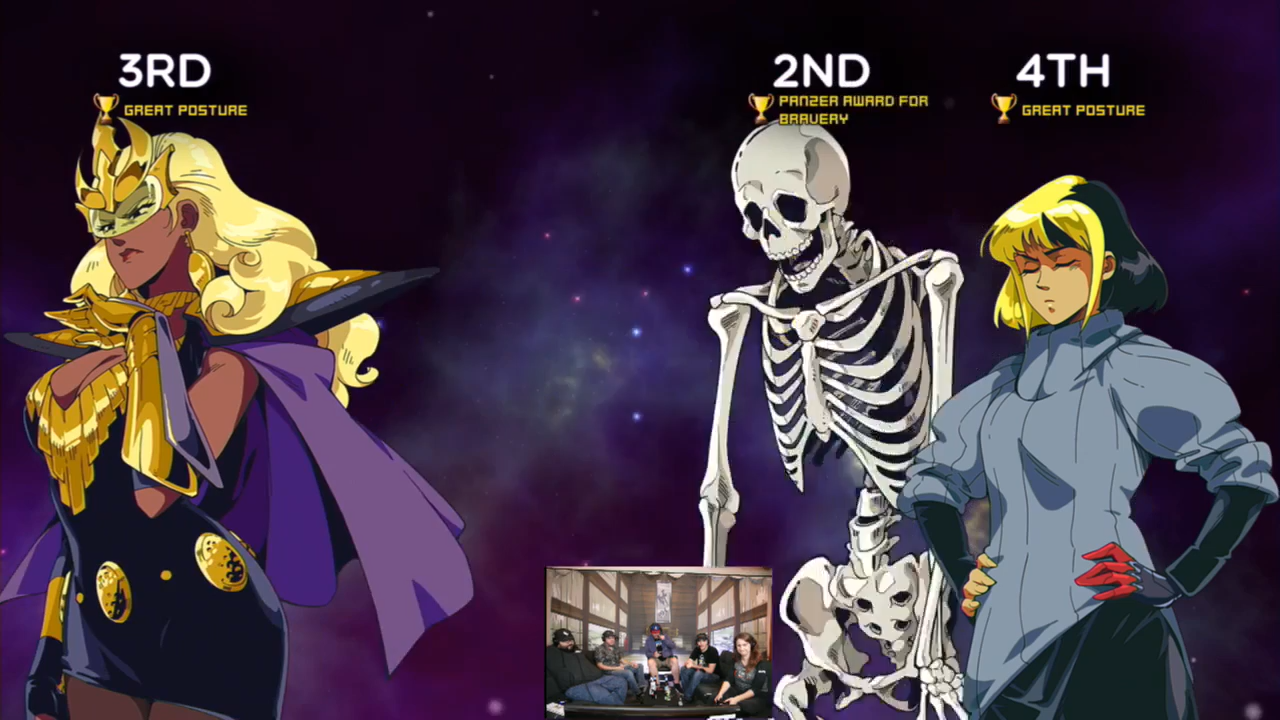 3RD
GREAT POSTURE
2ND
PANZER AWARD FOR
BRAVERY
4TH
GREAT POSTURE